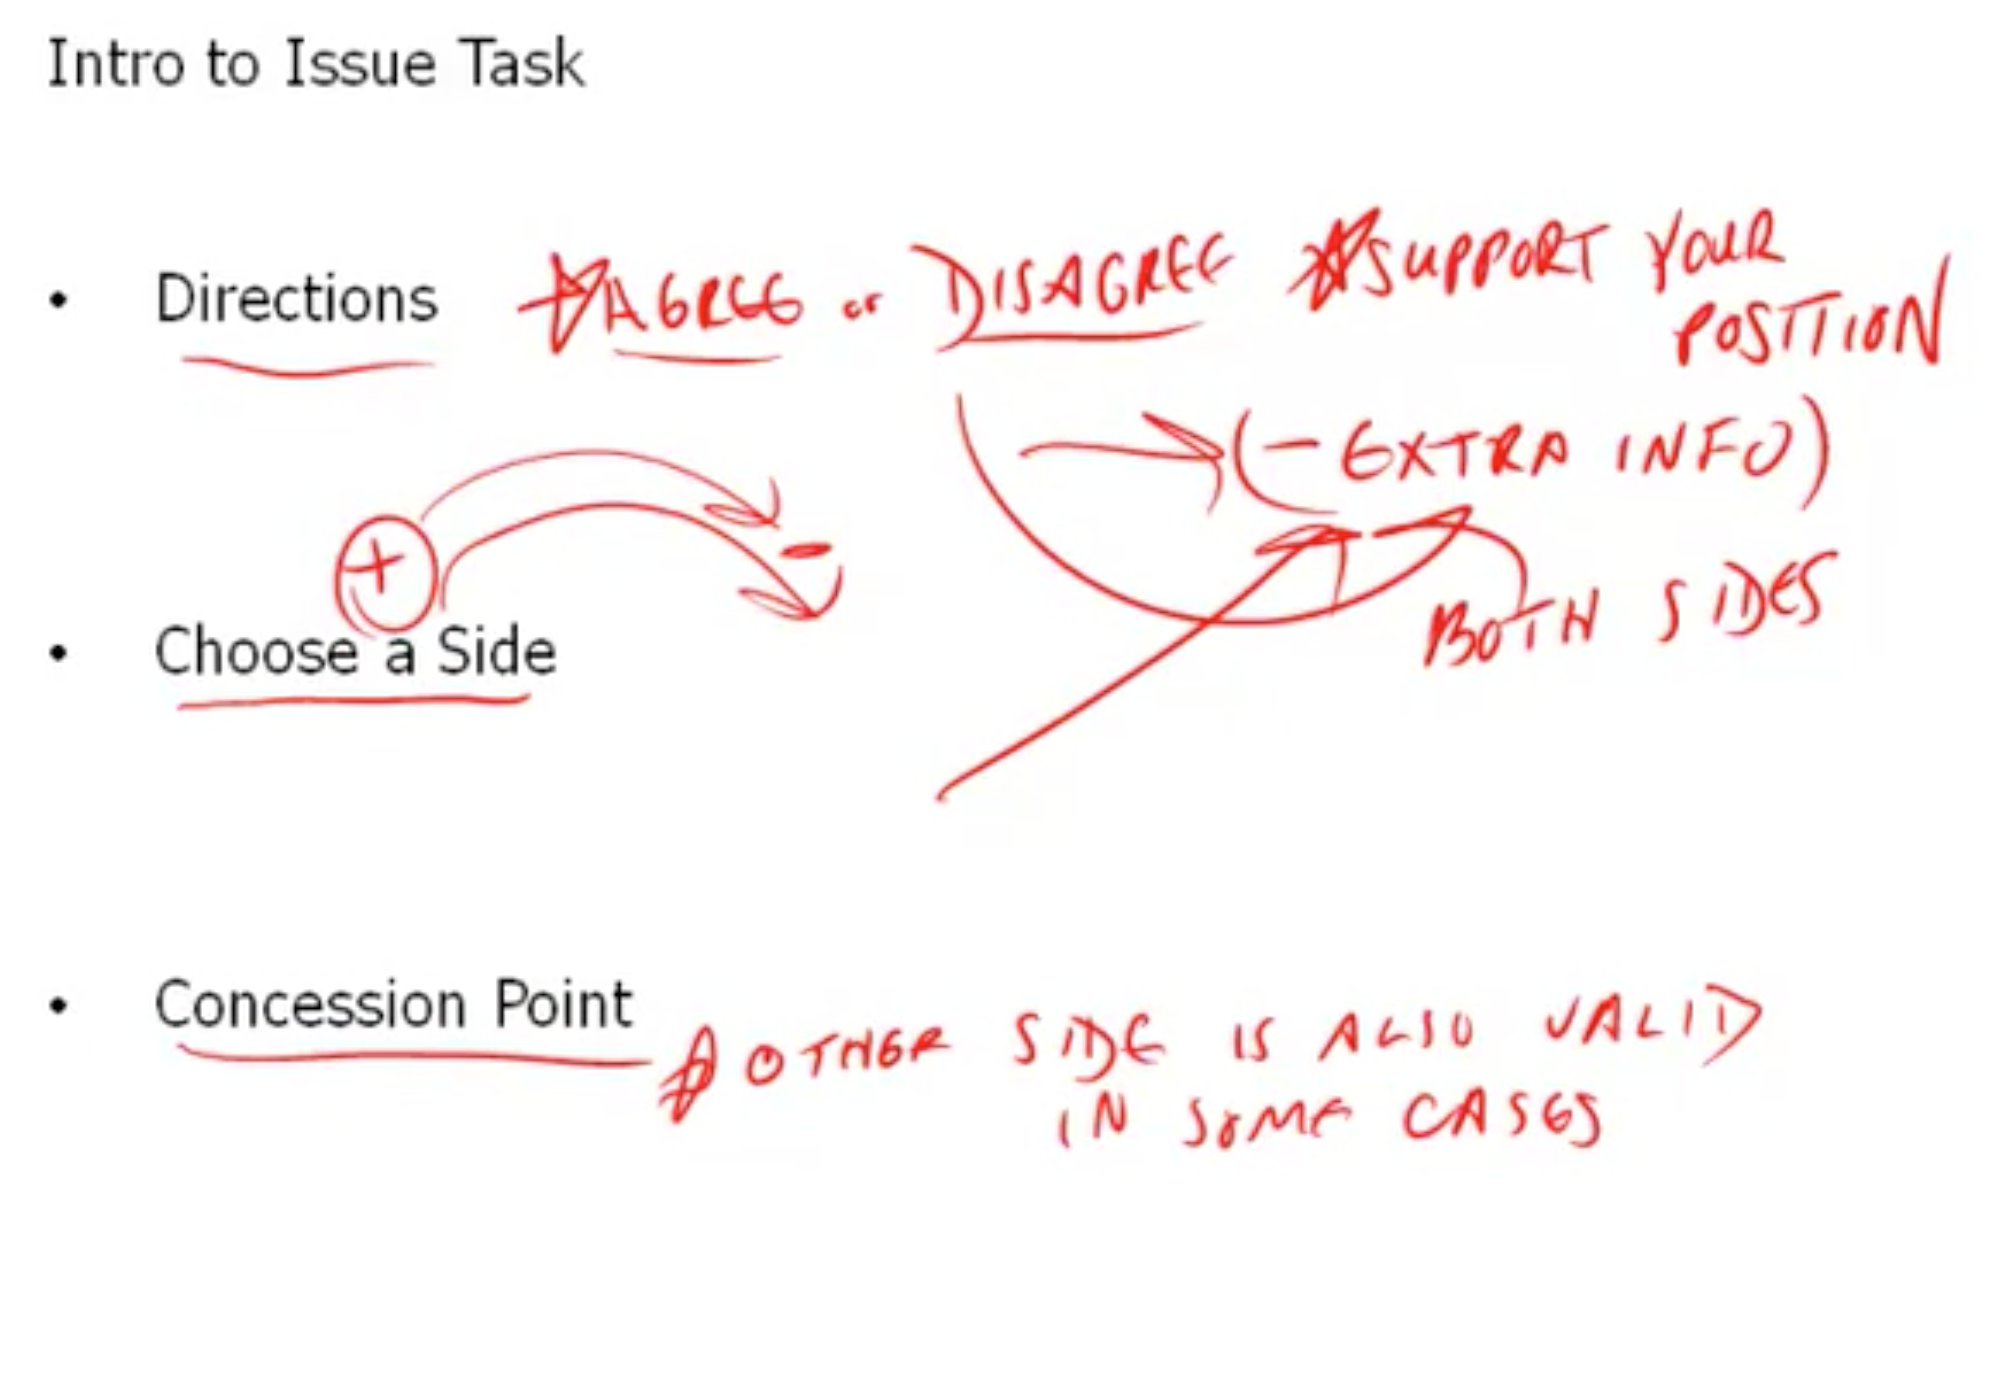 Intro to Issue Task
• Directions AGREE or DISAGREE SUPPORT YOUR
POSITION
(- EXTRA INFO)
+ -
BOTH SIDES
• Choose a Side
• Concession Point
OTHER SIDE IS ALSO VALID
IN SOME CASES